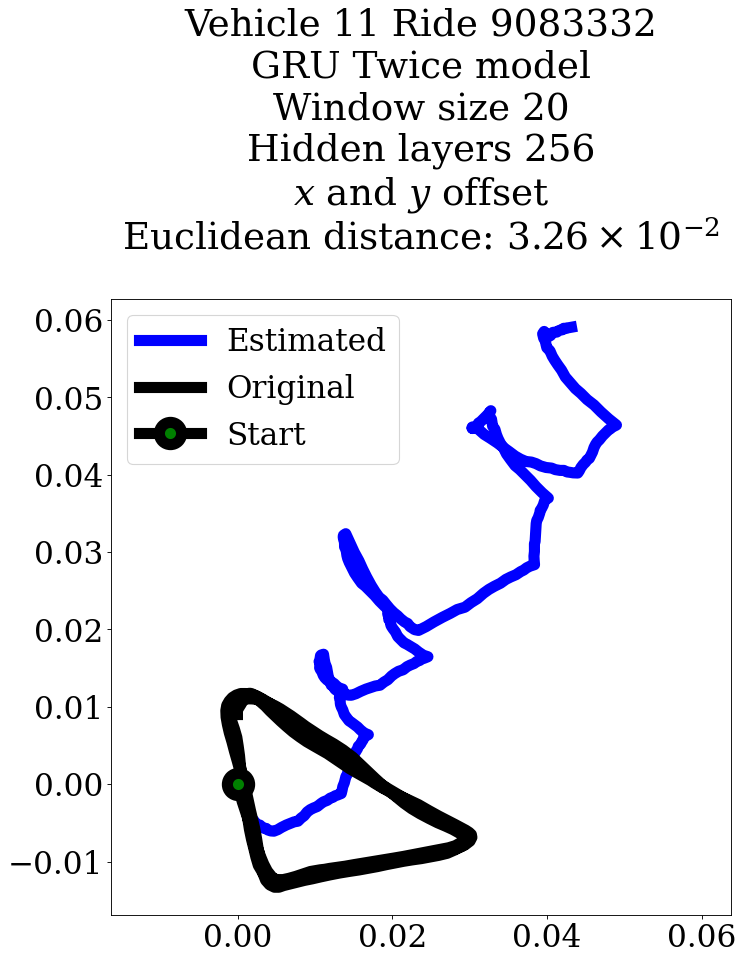 Vehicle 11 Ride 9083332
GRU Twice model
Window size 20
Hidden layers 256
x and y offset
Euclidean distance: 3.26 × 10⁻²
Estimated
Original
Start
0.06
0.05
0.04
0.03
0.02
0.01
0.00
−0.01
0.00 0.02 0.04 0.06